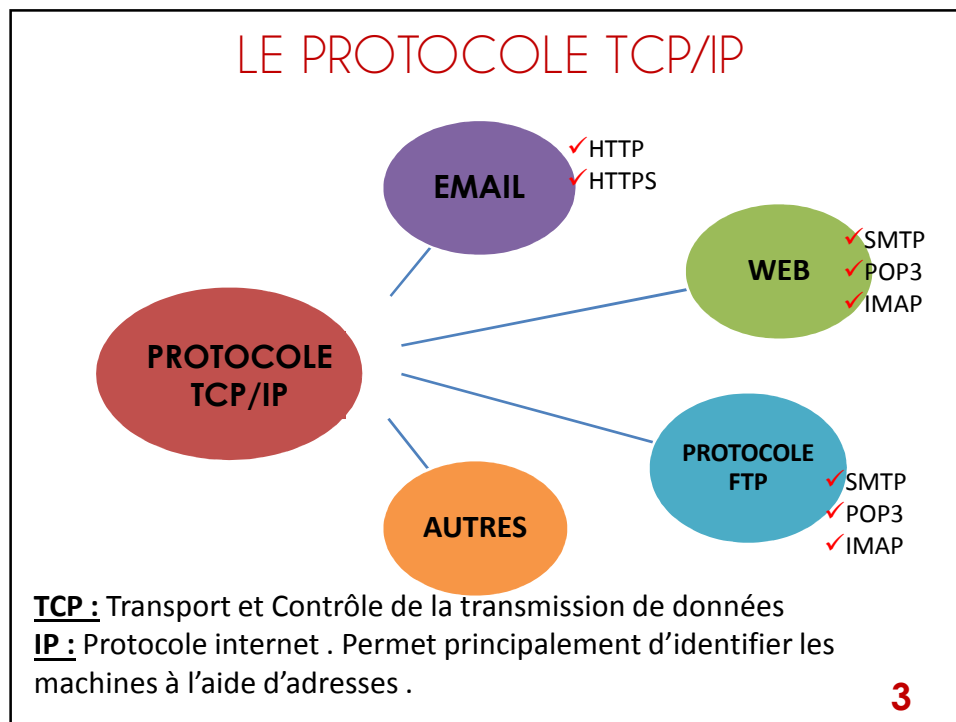 LE PROTOCOLE TCP/IP
EMAIL
✓HTTP
✓HTTPS
WEB
✓SMTP
✓POP3
✓IMAP
PROTOCOLE
TCP/IP
PROTOCOLE
FTP
✓SMTP
✓POP3
✓IMAP
AUTRES
TCP : Transport et Contrôle de la transmission de données
IP : Protocole internet . Permet principalement d’identifier les
machines à l’aide d’adresses .
3